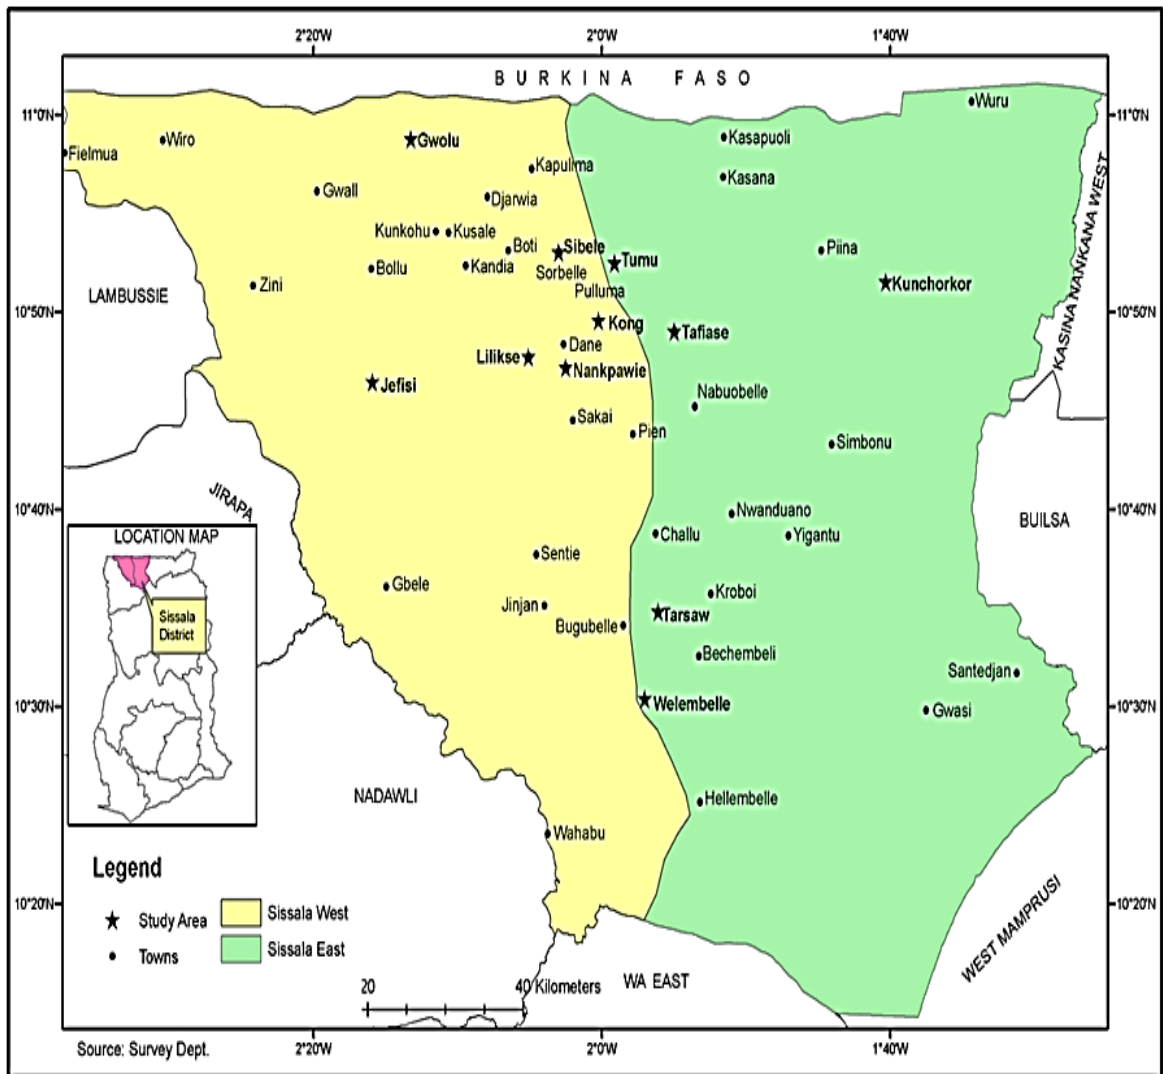 2°20'W 2°0'W 1°40'W
BURKINA FASO
11°0'N 11°0'N
Wuru
Wiro
Gwolu
Kasapuoli
Fielmua
Kapulma
Kasana
Gwall
Djarwia
Kunkohu Kusale
Boti Sibele
Piina
Bollu
Kandia
Sorbelle
Tumu
Zini
Pulluma
Kunchorkor
LAMBUSSIE
KASINA NANKANA WEST
10°50'N 10°50'N
Kong
Tafiase
Dane
Lilikse
Nankpawie
Jefisi
Nabuobelle
Sakai
Pien
Simbonu
JIRAPA
10°40'N 10°40'N
Nwanduano
BUILSA
Challu
Yigantu
LOCATION MAP
Sissala
District
Sentie
Gbele
Kroboi
Jinjan
Tarsaw
Bugubelle
Bechembeli
Santedjan
10°30'N 10°30'N
Welembelle
Gwasi
NADAWLI
Hellembelle
Wahabu
Legend
10°20'N 10°20'N
Study Area
Towns
Sissala West
Sissala East
WEST MAMPRUSI
WA EAST
20 40 Kilometers
Source: Survey Dept.
2°20'W 2°0'W 1°40'W